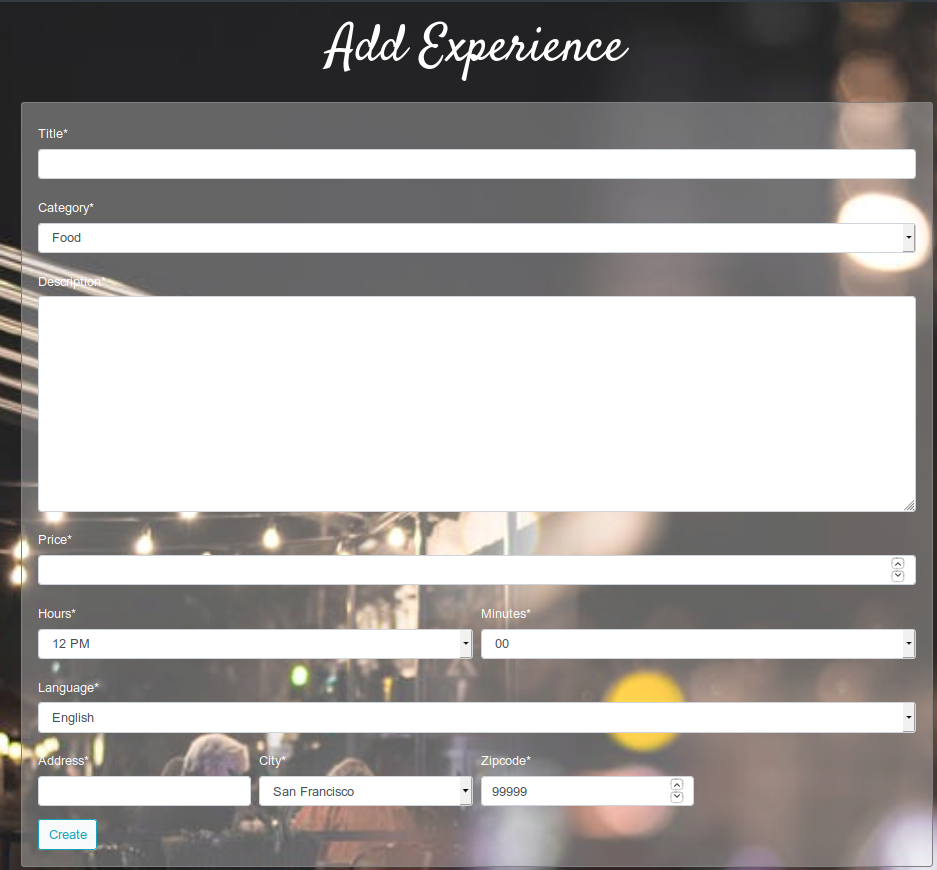 Add Experience
Title*
Category*
Food
Description*
Price*
Hours* Minutes*
12 PM 00
Language*
English
Address* City* Zipcode*
San Francisco 99999
Create